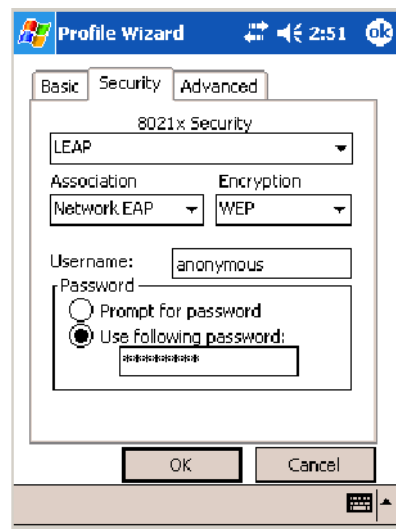 Profile Wizard 2:51 ok
Basic Security Advanced
8021x Security
LEAP
Association Encryption
Network EAP WEP
Username: anonymous
Password
Prompt for password
Use following password:
*********
OK Cancel